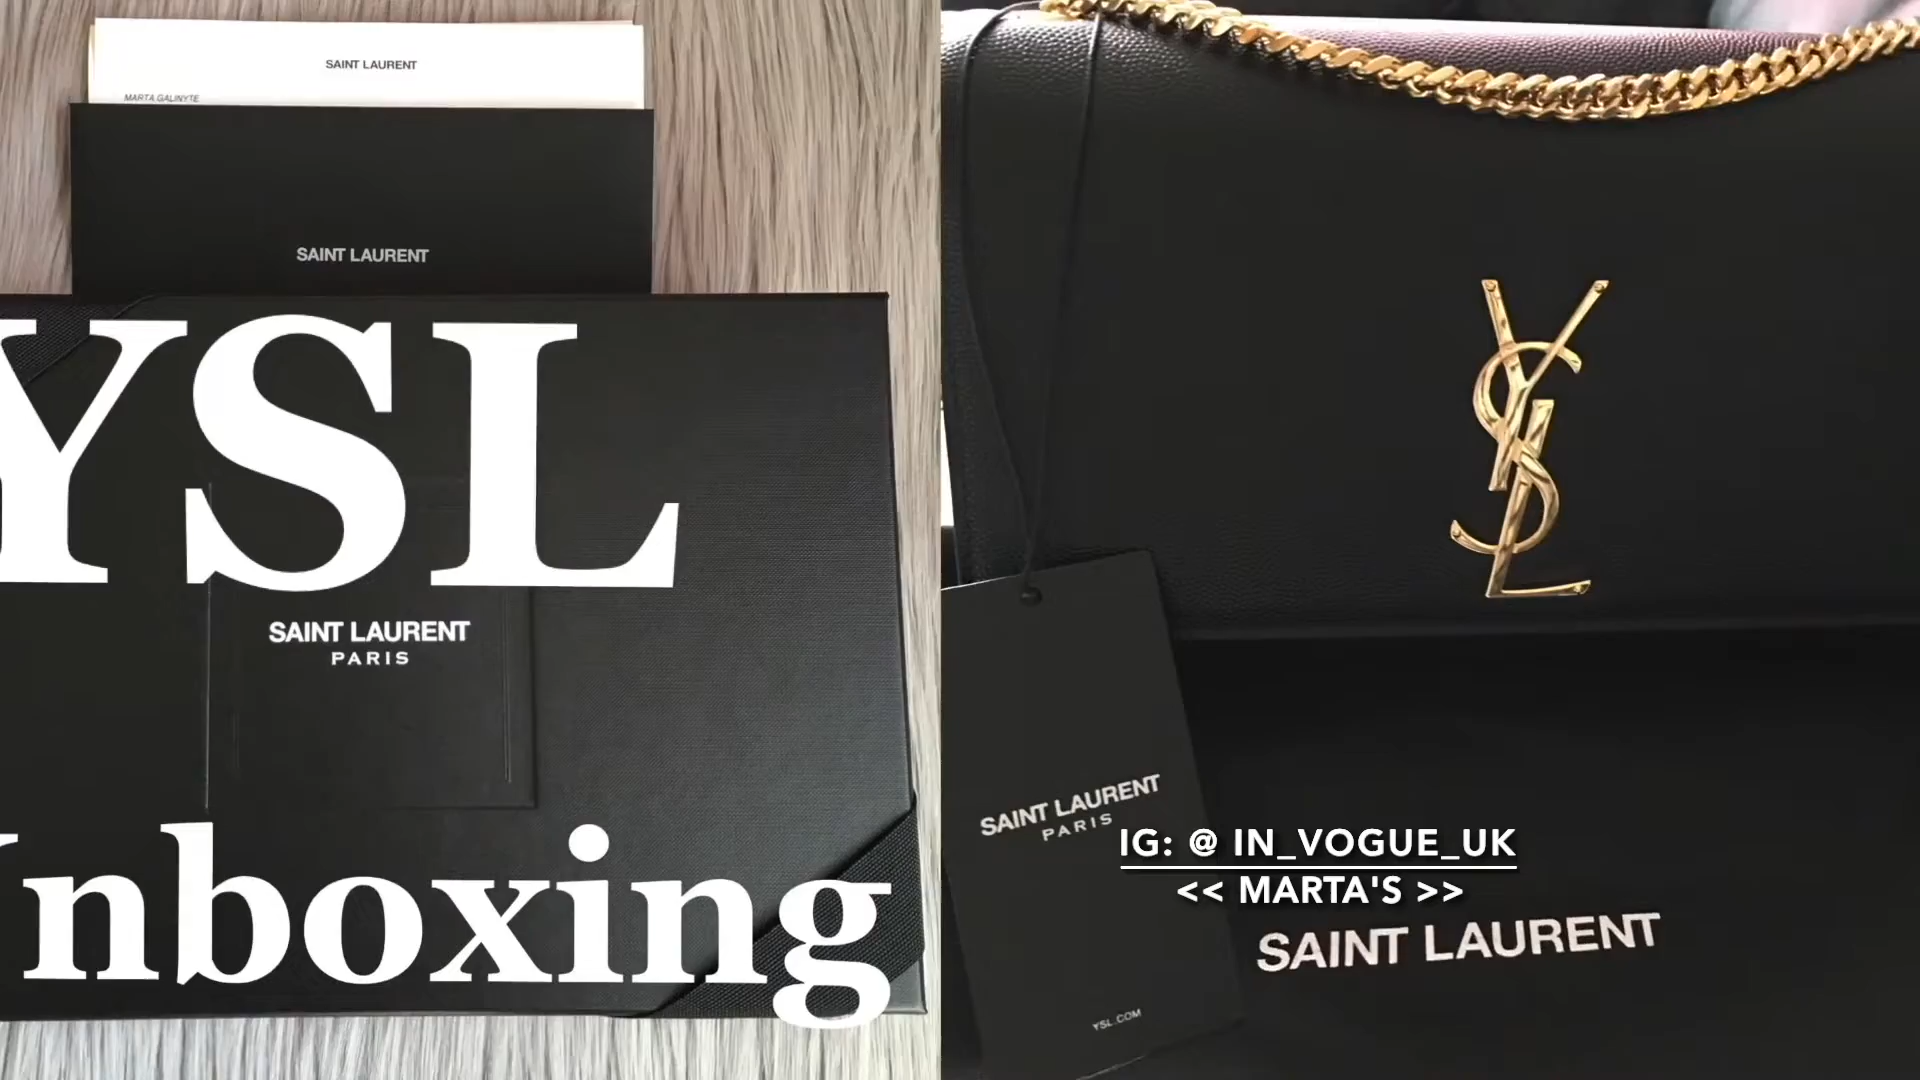 SAINT LAURENT
MARTA GALINYTE
SAINT LAURENT
YSL
SAINT LAURENT
PARIS
Unboxing
YSL
SAINT LAURENT
PARIS
IG: @ IN_VOGUE_UK
<< MARTA'S >>
SAINT LAURENT
YSL.COM